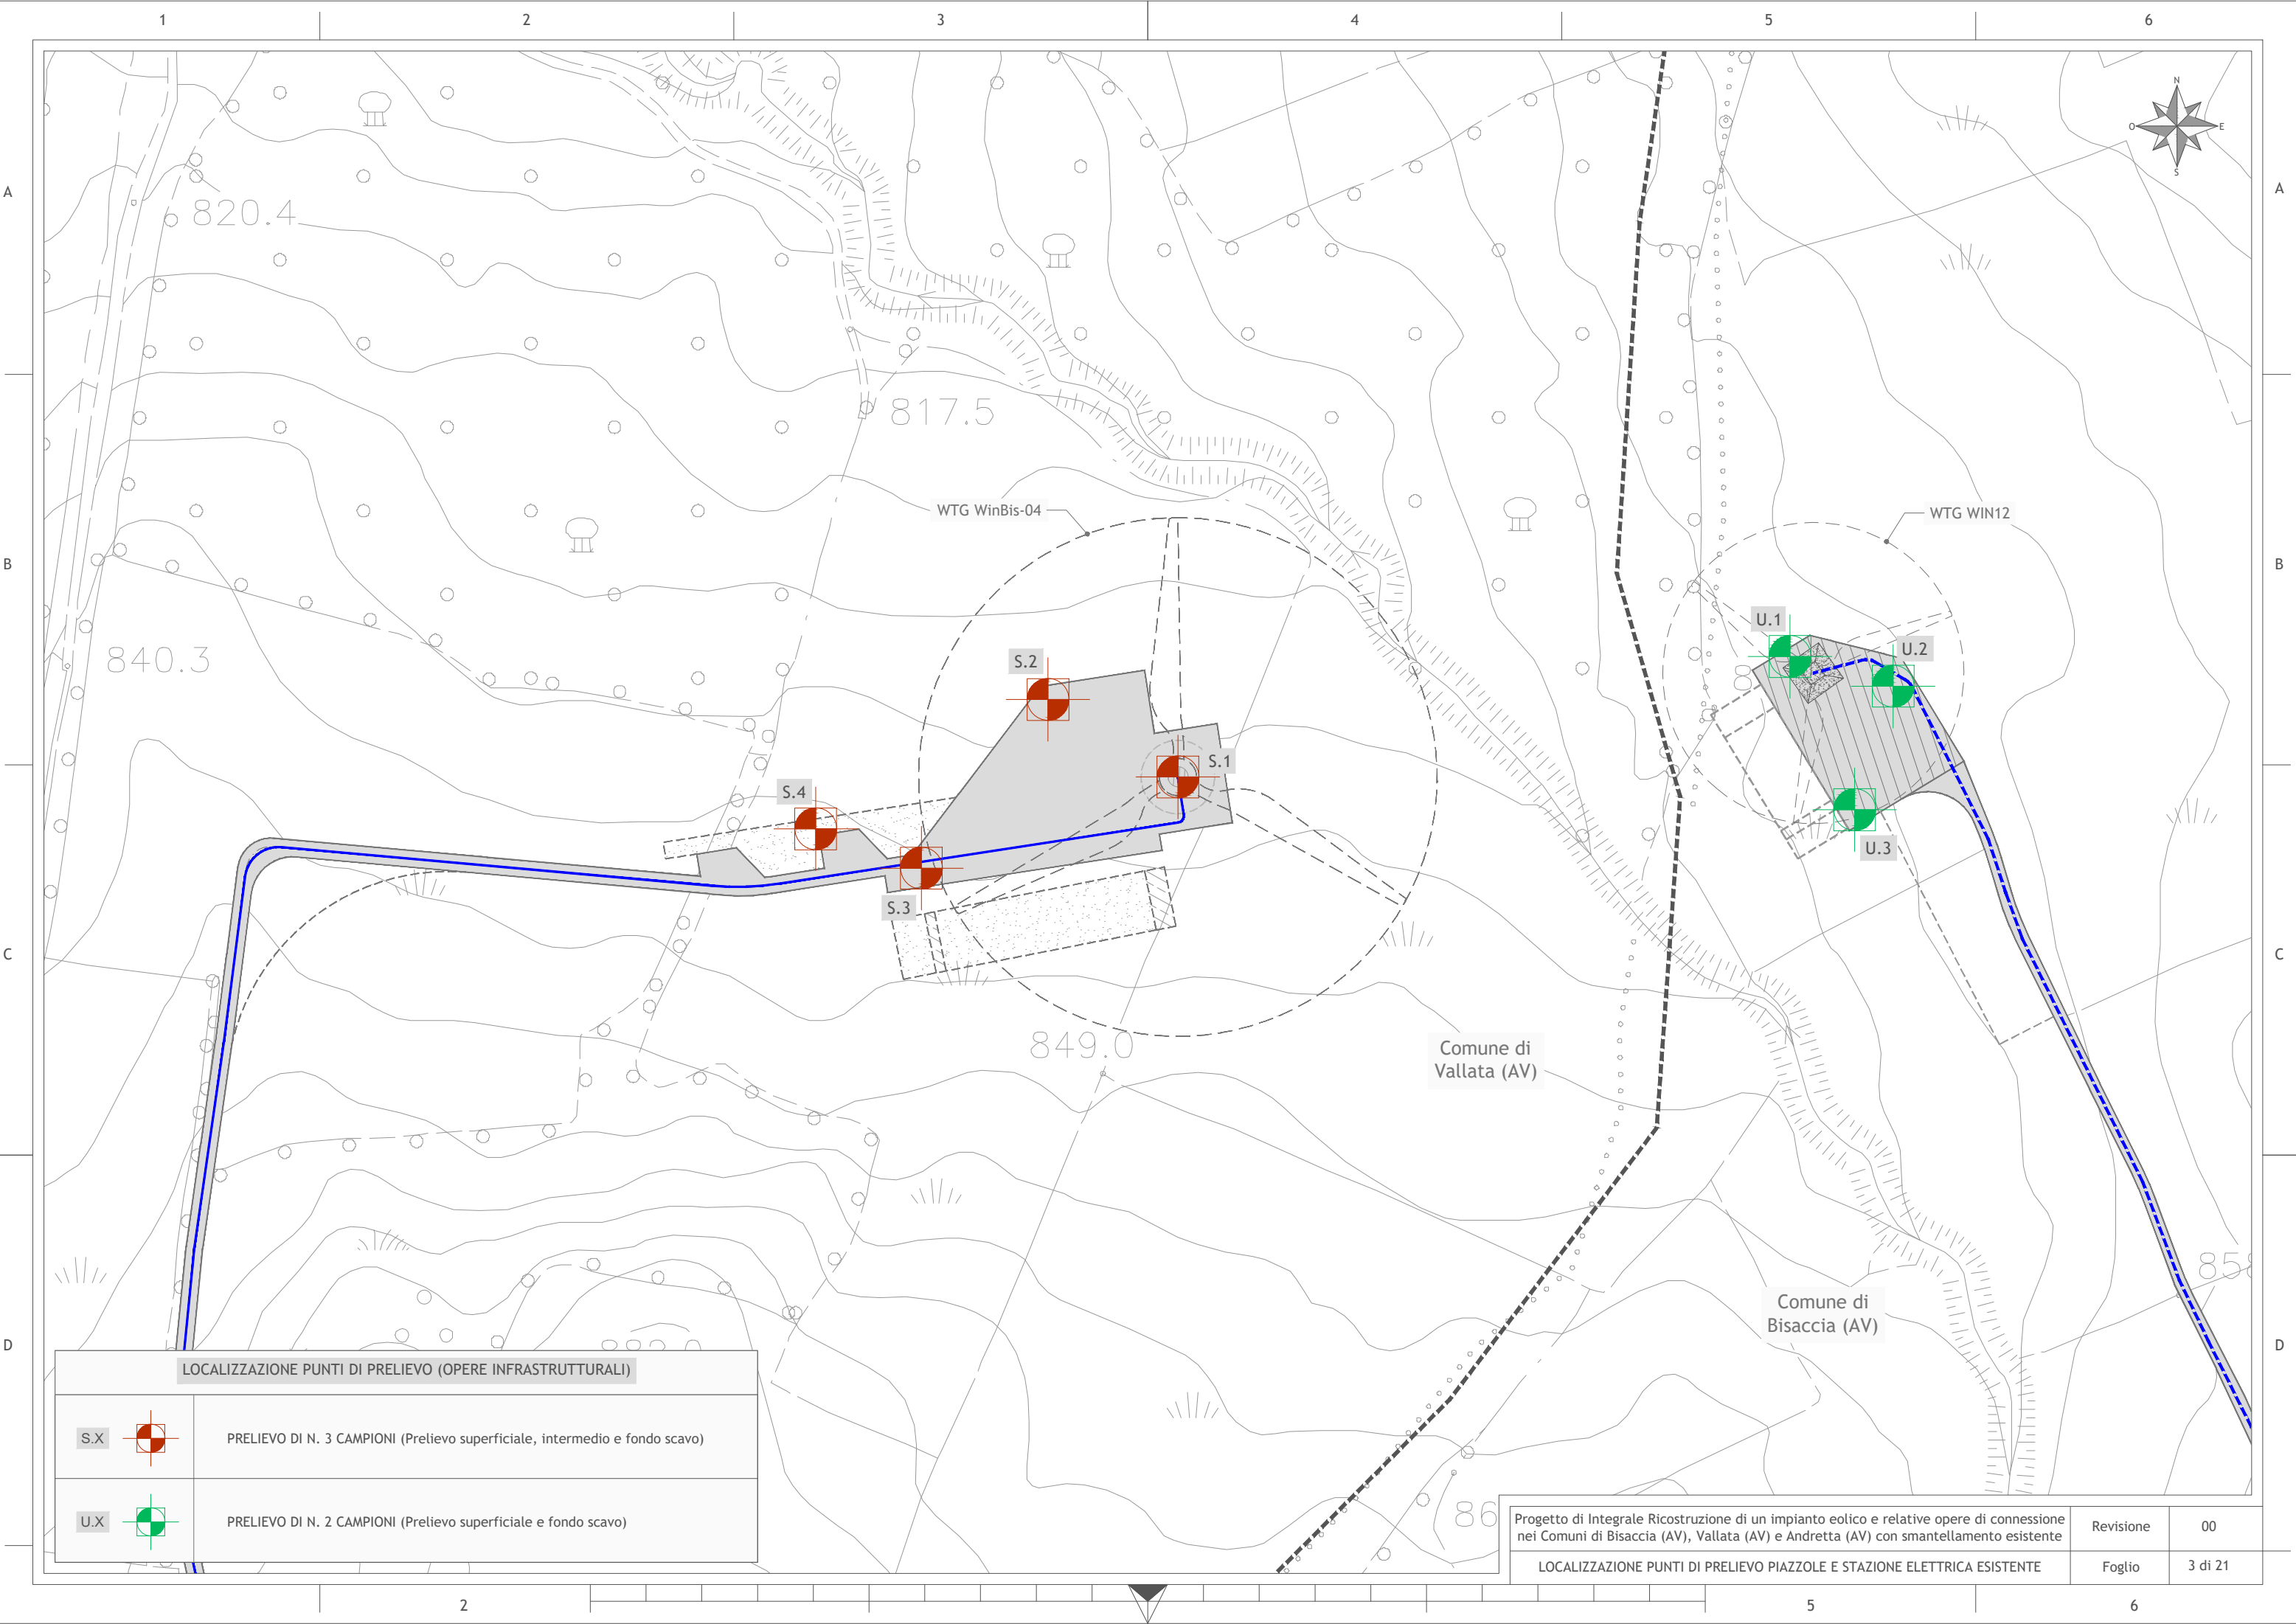 1 2 3 4 5 6
N
O E
S
A A
820.4
817.5
WTG WinBis-04
WTG WIN12
B B
U.1
840.3
S.2
U.2
8
S.1
S.4
U.3
S.3
C C
849.0
Comune di
Vallata (AV)
Comune di
Bisaccia (AV)
D D
LOCALIZZAZIONE PUNTI DI PRELIEVO (OPERE INFRASTRUTTURALI)
S.X PRELIEVO DI N. 3 CAMPIONI (Prelievo superficiale, intermedio e fondo scavo)
U.X PRELIEVO DI N. 2 CAMPIONI (Prelievo superficiale e fondo scavo)
86
Progetto di Integrale Ricostruzione di un impianto eolico e relative opere di connessione
nei Comuni di Bisaccia (AV), Vallata (AV) e Andretta (AV) con smantellamento esistente
Revisione 00
LOCALIZZAZIONE PUNTI DI PRELIEVO PIAZZOLE E STAZIONE ELETTRICA ESISTENTE
Foglio 3 di 21
2 5 6